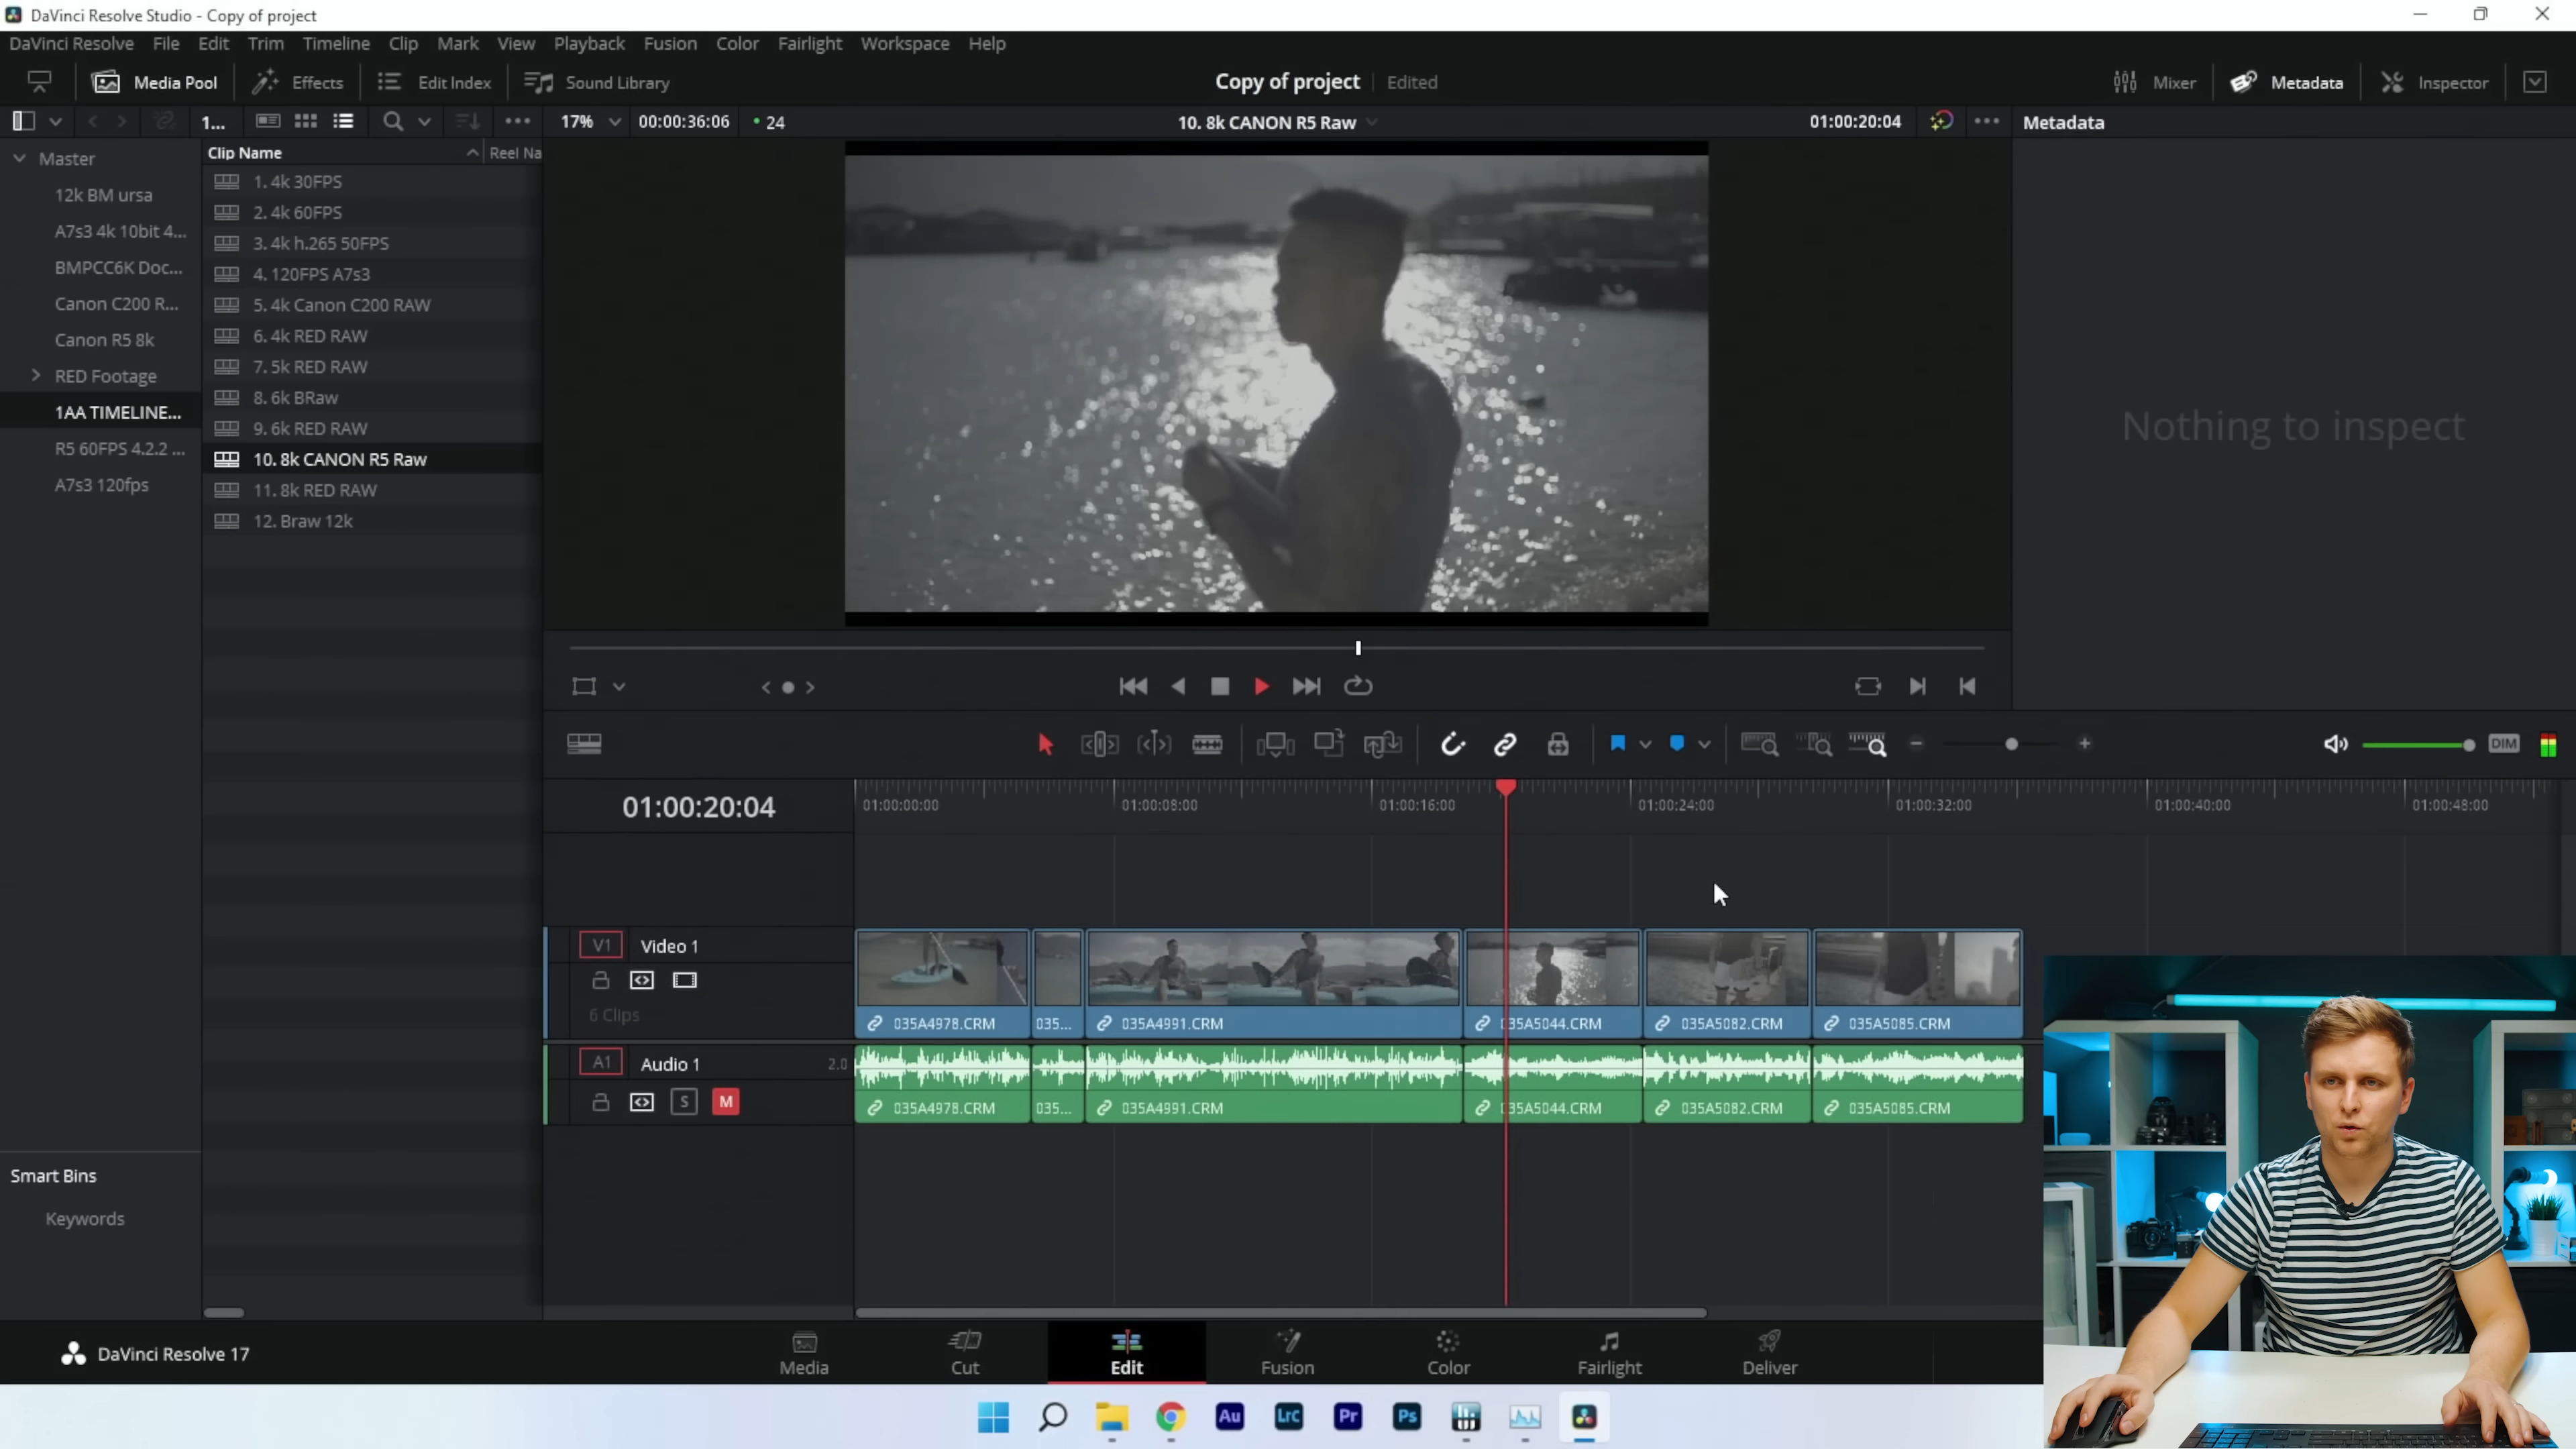 DaVinci Resolve Studio - Copy of project
DaVinci Resolve File Edit Trim Timeline Clip Mark View Playback Fusion Color Fairlight Workspace Help
Media Pool Effects Edit Index Sound Library Copy of project Edited Mixer Metadata Inspector
1... 17% 00:00:36:06 24 10. 8k CANON R5 Raw 01:00:20:04 Metadata
Clip Name Reel Na
Master
12k BM ursa
A7s3 4k 10bit 4...
BMPCC6K Doc...
Canon C200 R...
Canon R5 8k
RED Footage
1AA TIMELINE...
R5 60FPS 4.2.2 ...
A7s3 120fps
1. 4k 30FPS
2. 4k 60FPS
3. 4k h.265 50FPS
4. 120FPS A7s3
5. 4k Canon C200 RAW
6. 4k RED RAW
7. 5k RED RAW
8. 6k BRaw
9. 6k RED RAW
10. 8k CANON R5 Raw
11. 8k RED RAW
12. Braw 12k
Nothing to inspect
DIM
01:00:20:04
01:00:00:00 01:00:08:00 01:00:16:00 01:00:24:00 01:00:32:00 01:00:40:00 01:00:48:00
V1 Video 1
6 Clips
035A4978.CRM 035... 035A4991.CRM 035A5044.CRM 035A5082.CRM 035A5085.CRM
A1 Audio 1 2.0
S M
035A4978.CRM 035... 035A4991.CRM 035A5044.CRM 035A5082.CRM 035A5085.CRM
Smart Bins
Keywords
DaVinci Resolve 17
Media Cut Edit Fusion Color Fairlight Deliver
Au LrC Pr Ps